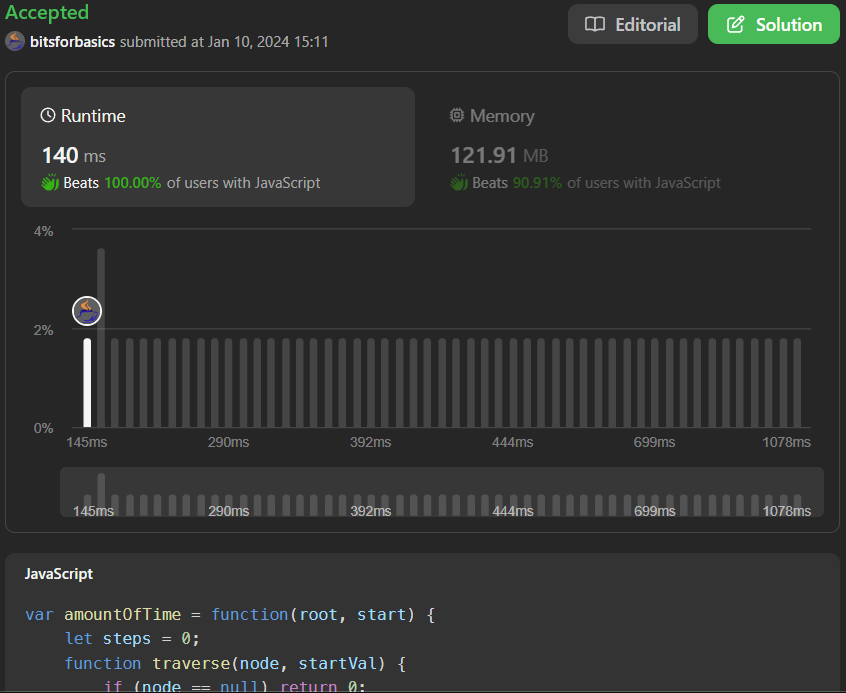 Accepted
Editorial
Solution
bitsforbasics submitted at Jan 10, 2024 15:11
Runtime
140 ms
Beats 100.00% of users with JavaScript
Memory
121.91 MB
Beats 90.91% of users with JavaScript
4%
2%
0%
145ms 290ms 392ms 444ms 699ms 1078ms
145ms 290ms 392ms 444ms 699ms 1078ms
JavaScript
var amountOfTime = function(root, start) {
let steps = 0;
function traverse(node, startVal) {
if (node == null) return 0;